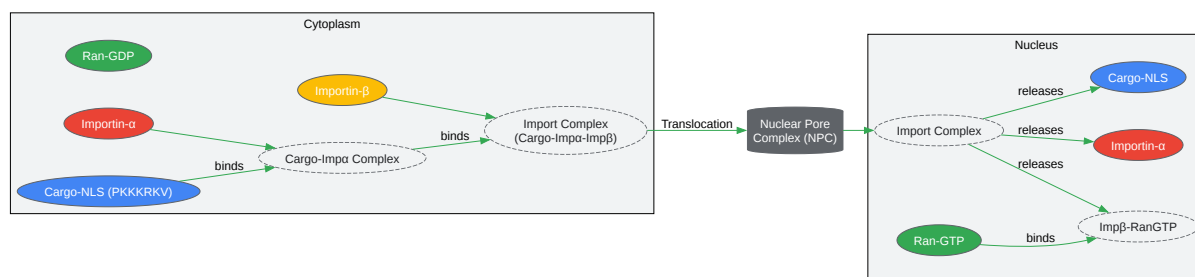 Cytoplasm
Ran-GDP
Importin-β
Importin-α
binds
Import Complex
(Cargo-Impα-Impβ)
Cargo-Impα Complex
binds
Cargo-NLS (PKKKRKV)
Translocation
Nuclear Pore
Complex (NPC)
Nucleus
Cargo-NLS
releases
Import Complex
releases
Importin-α
releases
Impβ-RanGTP
Ran-GTP
binds